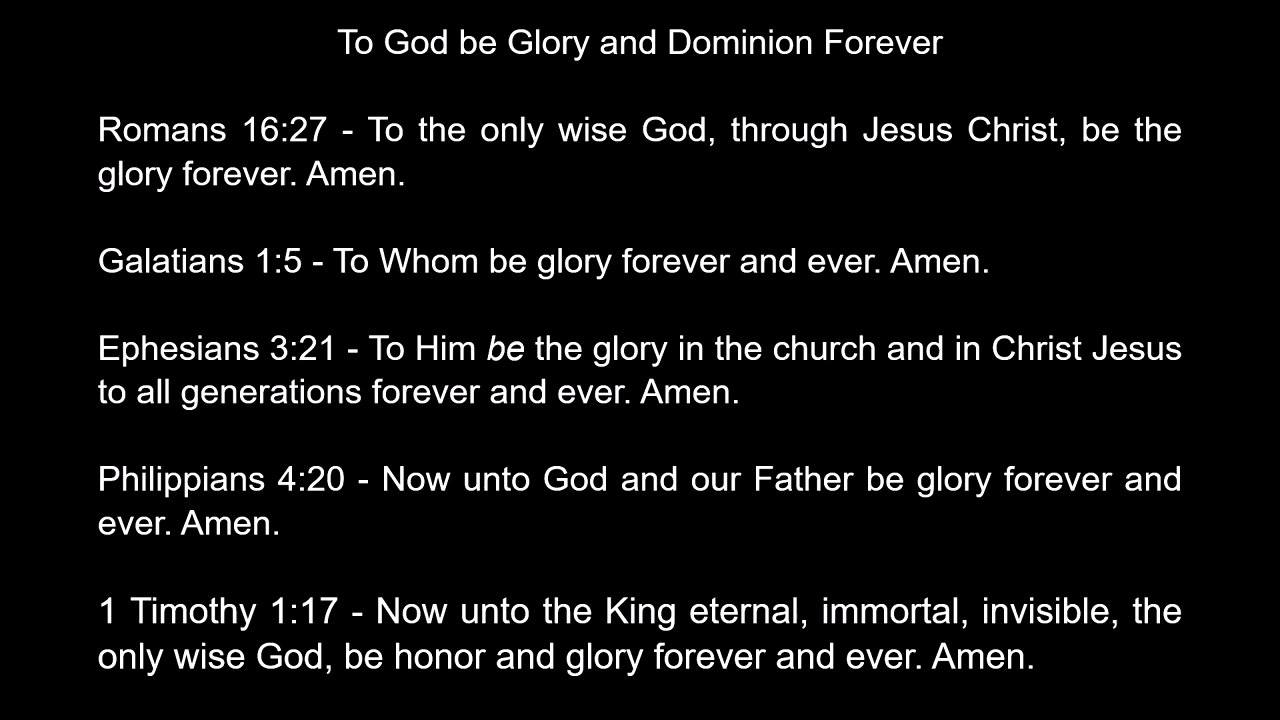 To God be Glory and Dominion Forever
Romans 16:27 - To the only wise God, through Jesus Christ, be the
glory forever. Amen.
Galatians 1:5 - To Whom be glory forever and ever. Amen.
Ephesians 3:21 - To Him be the glory in the church and in Christ Jesus
to all generations forever and ever. Amen.
Philippians 4:20 - Now unto God and our Father be glory forever and
ever. Amen.
1 Timothy 1:17 - Now unto the King eternal, immortal, invisible, the
only wise God, be honor and glory forever and ever. Amen.